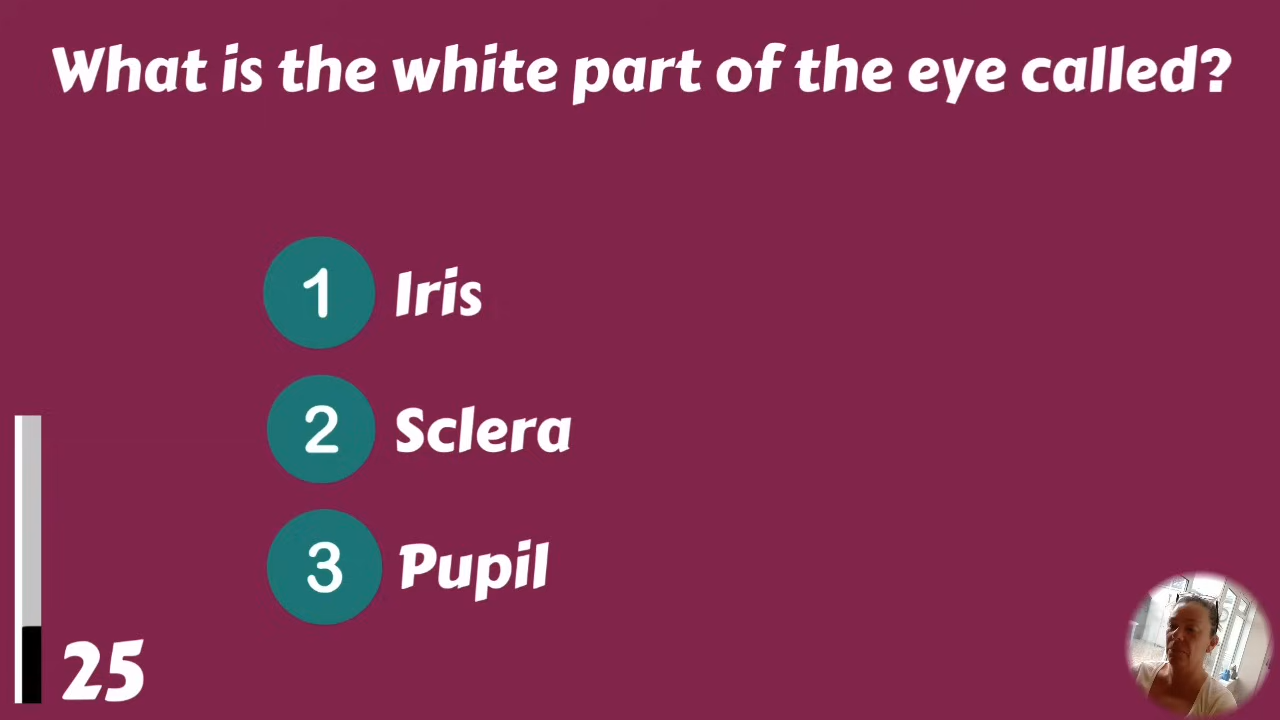 What is the white part of the eye called?
1 Iris
2 Sclera
3 Pupil
25